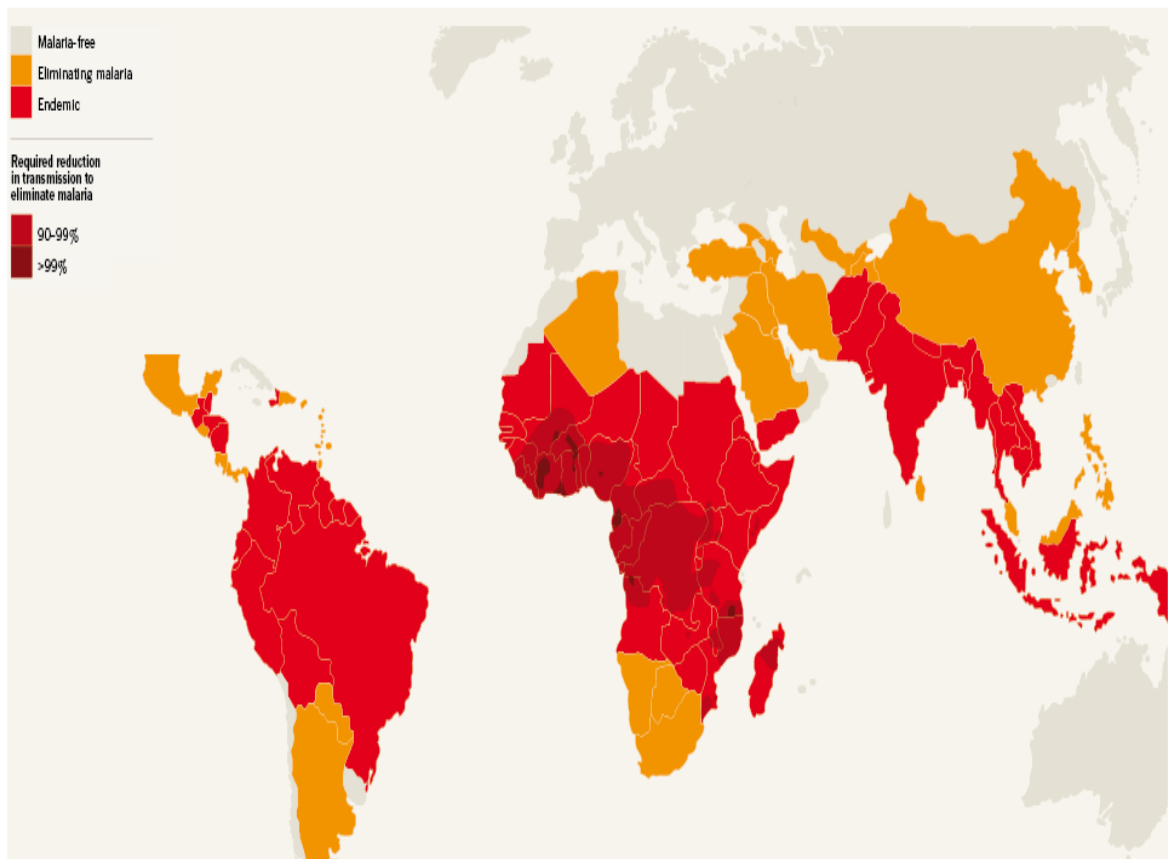 Malaria-free
Eliminating malaria
Endemic
Required reduction
in transmission to
eliminate malaria
90–99%
>99%